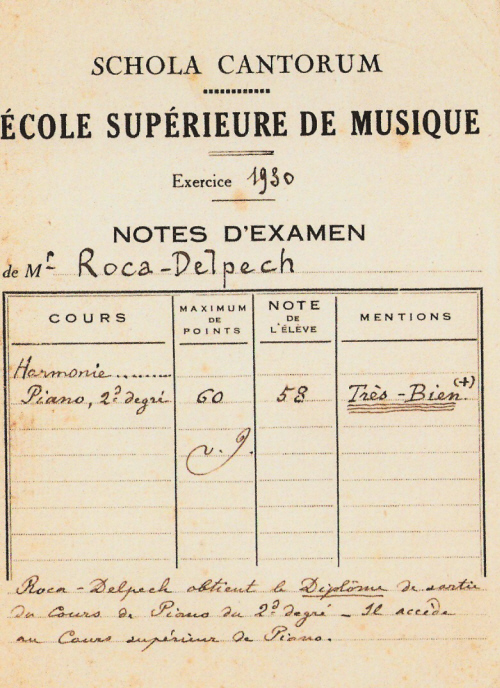 SCHOLA CANTORUM
ÉCOLE SUPÉRIEURE DE MUSIQUE
Exercice 1930
NOTES D'EXAMEN
de Mr Roca-Delpech
COURS
MAXIMUM DE POINTS
NOTE DE L'ÉLÈVE
MENTIONS
Harmonie.........
Piano, 2d degré 60 58 Très-Bien (+)
Roca-Delpech obtient le Diplôme de sortie
du Cours de Piano du 2d degré - Il accède
au Cours supérieur de Piano.